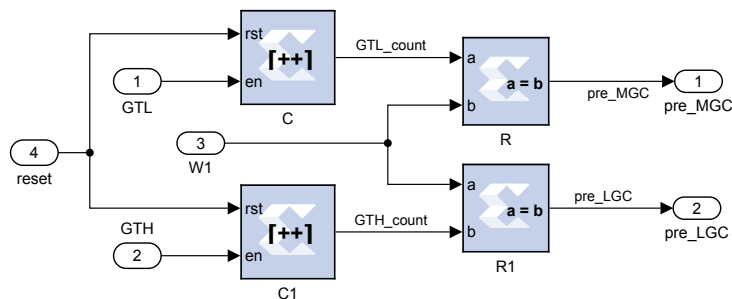 rst
GTL_count
[++]
a
1
en
a = b
pre_MGC
1
GTL
b
pre_MGC
C
3
R
4
W1
reset
a
pre_LGC
GTH
rst
2
GTH_count
a = b
[++]
b
pre_LGC
2
en
R1
C1